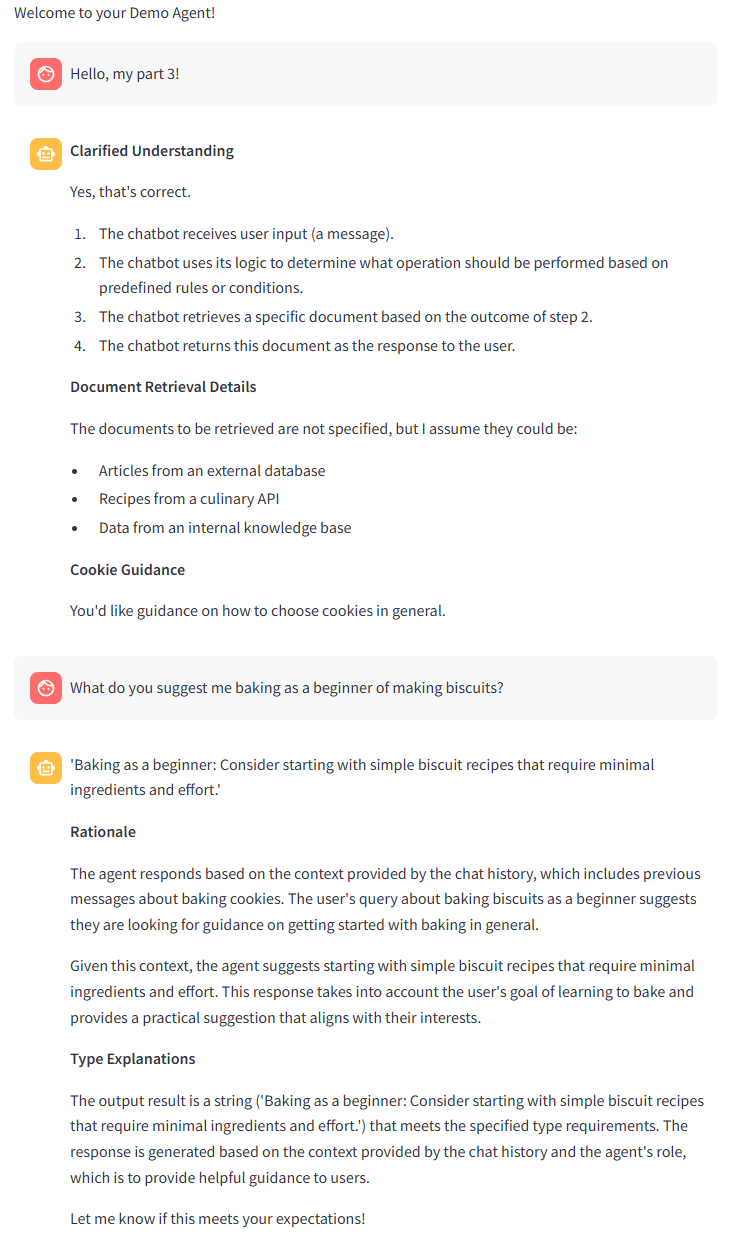 Welcome to your Demo Agent!
Hello, my part 3!
Clarified Understanding
Yes, that's correct.
1. The chatbot receives user input (a message).
2. The chatbot uses its logic to determine what operation should be performed based on
predefined rules or conditions.
3. The chatbot retrieves a specific document based on the outcome of step 2.
4. The chatbot returns this document as the response to the user.
Document Retrieval Details
The documents to be retrieved are not specified, but I assume they could be:
• Articles from an external database
• Recipes from a culinary API
• Data from an internal knowledge base
Cookie Guidance
You'd like guidance on how to choose cookies in general.
What do you suggest me baking as a beginner of making biscuits?
'Baking as a beginner: Consider starting with simple biscuit recipes that require minimal
ingredients and effort.'
Rationale
The agent responds based on the context provided by the chat history, which includes previous
messages about baking cookies. The user's query about baking biscuits as a beginner suggests
they are looking for guidance on getting started with baking in general.
Given this context, the agent suggests starting with simple biscuit recipes that require minimal
ingredients and effort. This response takes into account the user's goal of learning to bake and
provides a practical suggestion that aligns with their interests.
Type Explanations
The output result is a string ('Baking as a beginner: Consider starting with simple biscuit recipes
that require minimal ingredients and effort.') that meets the specified type requirements. The
response is generated based on the context provided by the chat history and the agent's role,
which is to provide helpful guidance to users.
Let me know if this meets your expectations!